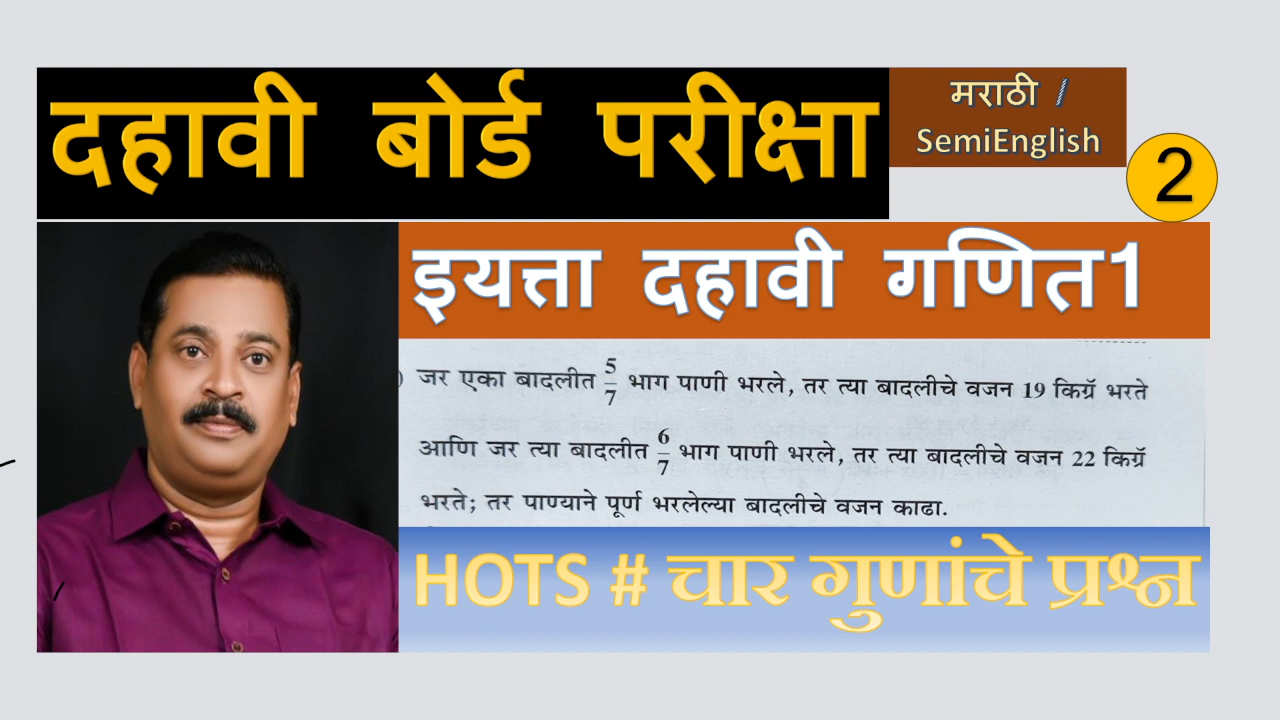 दहावी बोर्ड परीक्षा
मराठी /
SemiEnglish
2
इयत्ता दहावी गणित1
) जर एका बादलीत 5/7 भाग पाणी भरले, तर त्या बादलीचे वजन 19 किग्रॅ भरते
आणि जर त्या बादलीत 6/7 भाग पाणी भरले, तर त्या बादलीचे वजन 22 किग्रॅ
भरते; तर पाण्याने पूर्ण भरलेल्या बादलीचे वजन काढा.
HOTS # चार गुणांचे प्रश्न